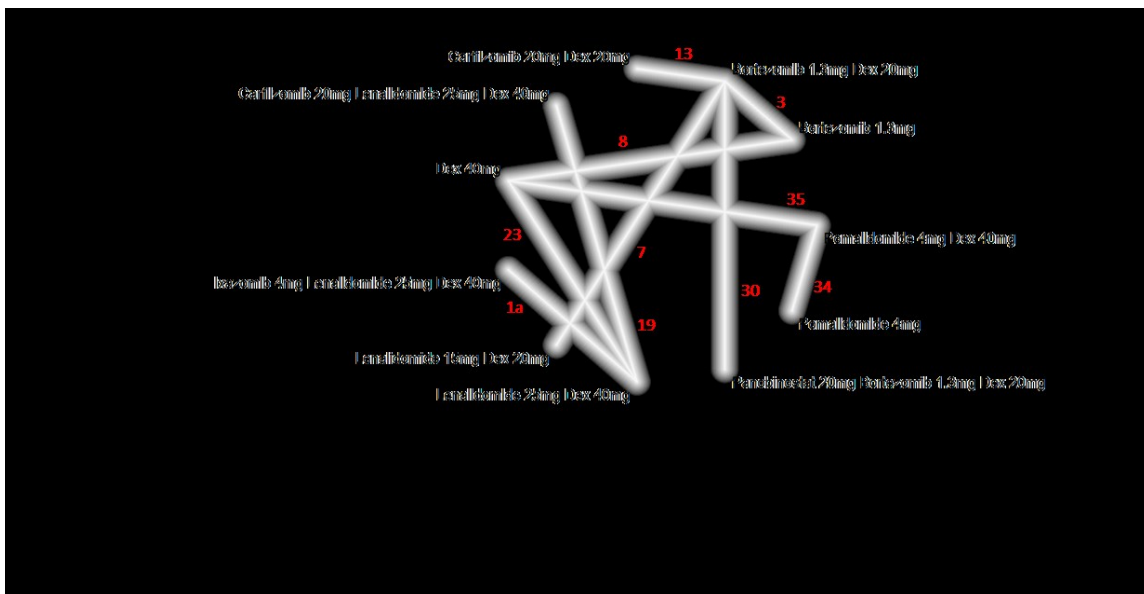 13
Carfilzomib 20mg Dex 20mg
Bortezomib 1.3mg Dex 20mg
Carfilzomib 20mg Lenalidomide 25mg Dex 40mg
3
Bortezomib 1.3mg
8
Dex 40mg
35
23
Pomalidomide 4mg Dex 40mg
7
Ixazomib 4mg Lenalidomide 25mg Dex 40mg
30
34
1a
19
Pomalidomide 4mg
Lenalidomide 15mg Dex 20mg
Panobinostat 20mg Bortezomib 1.3mg Dex 20mg
Lenalidomide 25mg Dex 40mg